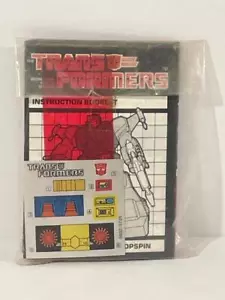 TRANSFORMERS
INSTRUCTION BOOKLET
TRANSFORMERS
OPSPIN